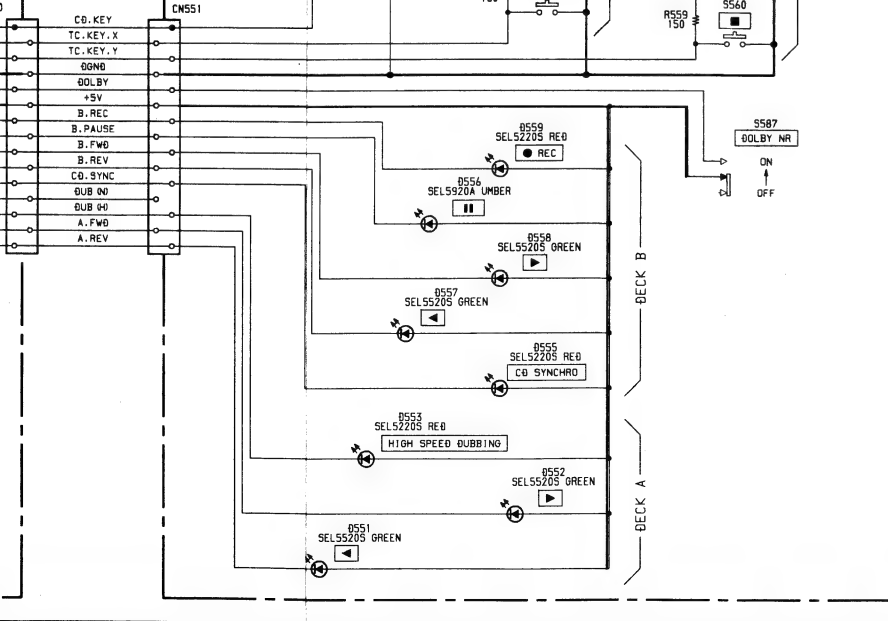 CN551
CD.KEY
TC.KEY.X
TC.KEY.Y
DGND
DOLBY
+5V
B.REC
B.PAUSE
B.FWD
B.REV
CD.SYNC
DUB (N)
DUB (H)
A.FWD
A.REV
R559
150
S560
S587
DOLBY NR
ON
OFF
D559
SEL5220S RED
REC
D556
SEL5920A UMBER
D558
SEL5520S GREEN
D557
SEL5520S GREEN
D555
SEL5220S RED
CD SYNCHRO
DECK B
D553
SEL5220S RED
HIGH SPEED DUBBING
D552
SEL5520S GREEN
D551
SEL5520S GREEN
DECK A